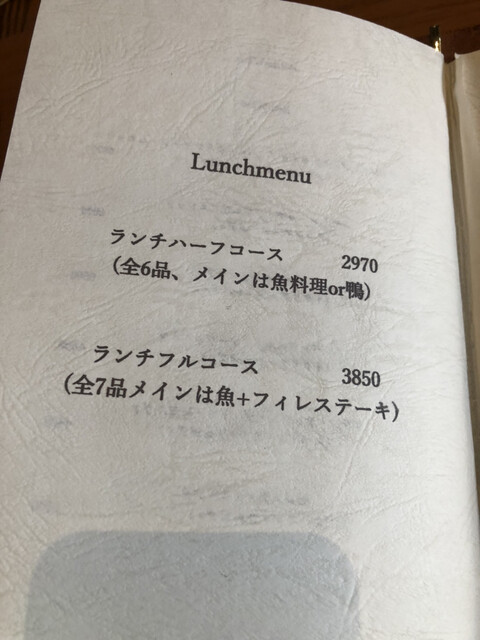 Lunchmenu
ランチハーフコース 2970
(全6品、メインは魚料理or鴨)
ランチフルコース 3850
(全7品メインは魚+フィレステーキ)